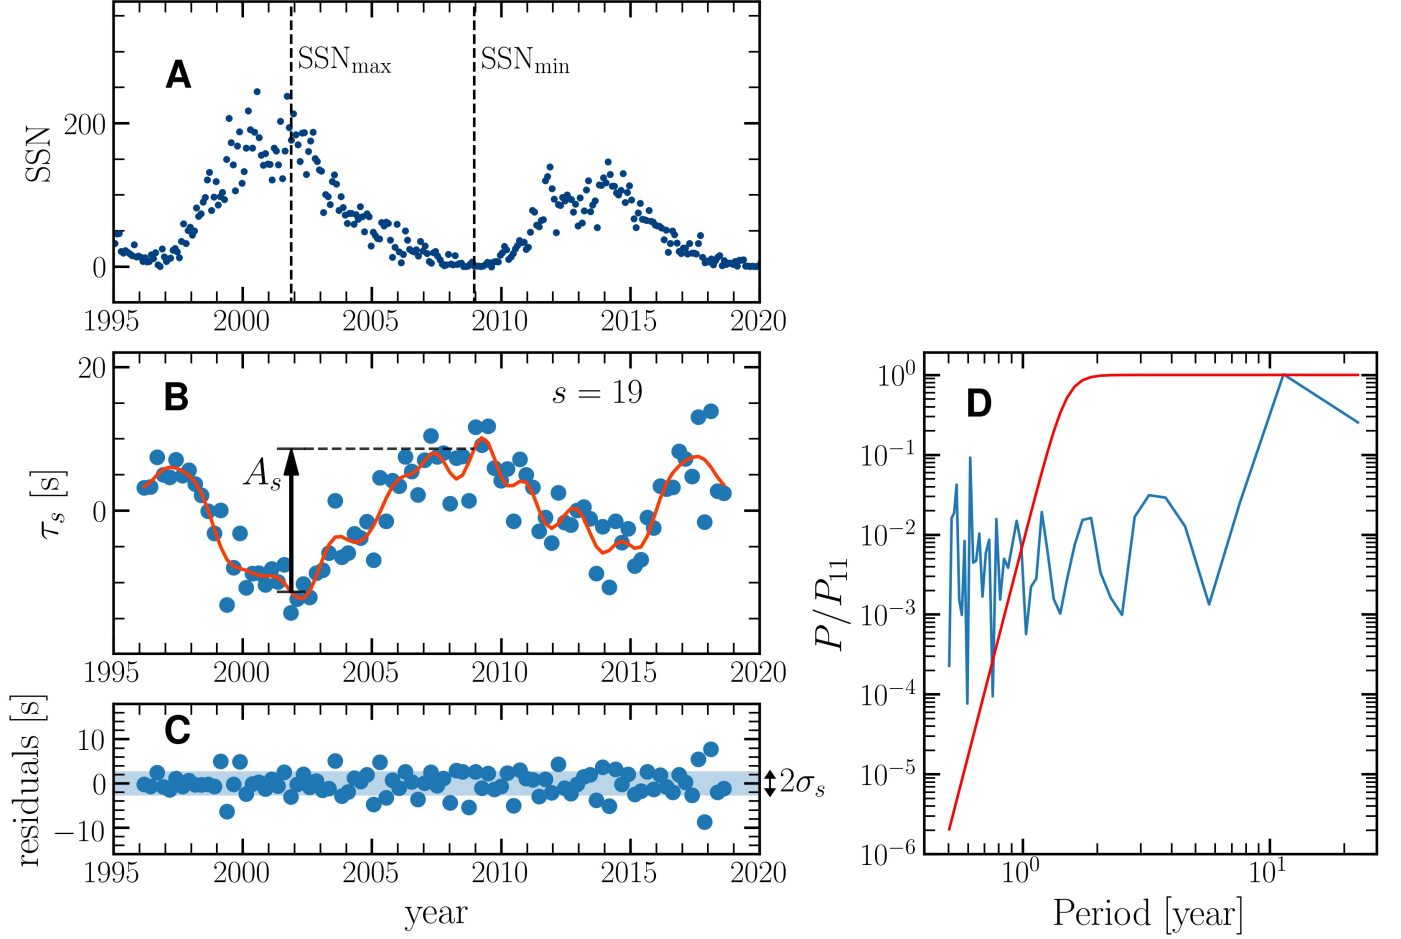 A
SSN_max
SSN_min
SSN
200
0
1995 2000 2005 2010 2015 2020
B
s = 19
A_s
τ_s [s]
20
0
1995 2000 2005 2010 2015 2020
C
residuals [s]
10
0
−10
2σ_s
1995 2000 2005 2010 2015 2020
year
D
P/P_11
10^0
10^−1
10^−2
10^−3
10^−4
10^−5
10^−6
10^0 10^1
Period [year]